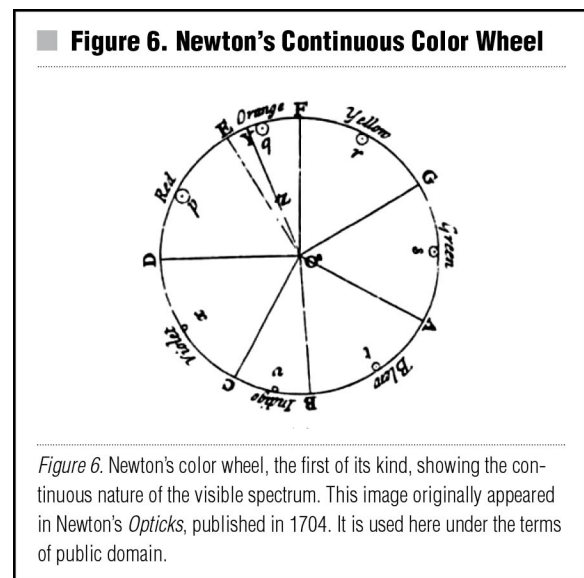 Figure 6. Newton's Continuous Color Wheel
E
Orange
F
Yellow
G
Green
A
Blew
B
Indigo
C
Violet
D
Red
p
q
r
s
t
v
x
Y
z
O
Figure 6. Newton's color wheel, the first of its kind, showing the con-
tinuous nature of the visible spectrum. This image originally appeared
in Newton's Opticks, published in 1704. It is used here under the terms
of public domain.